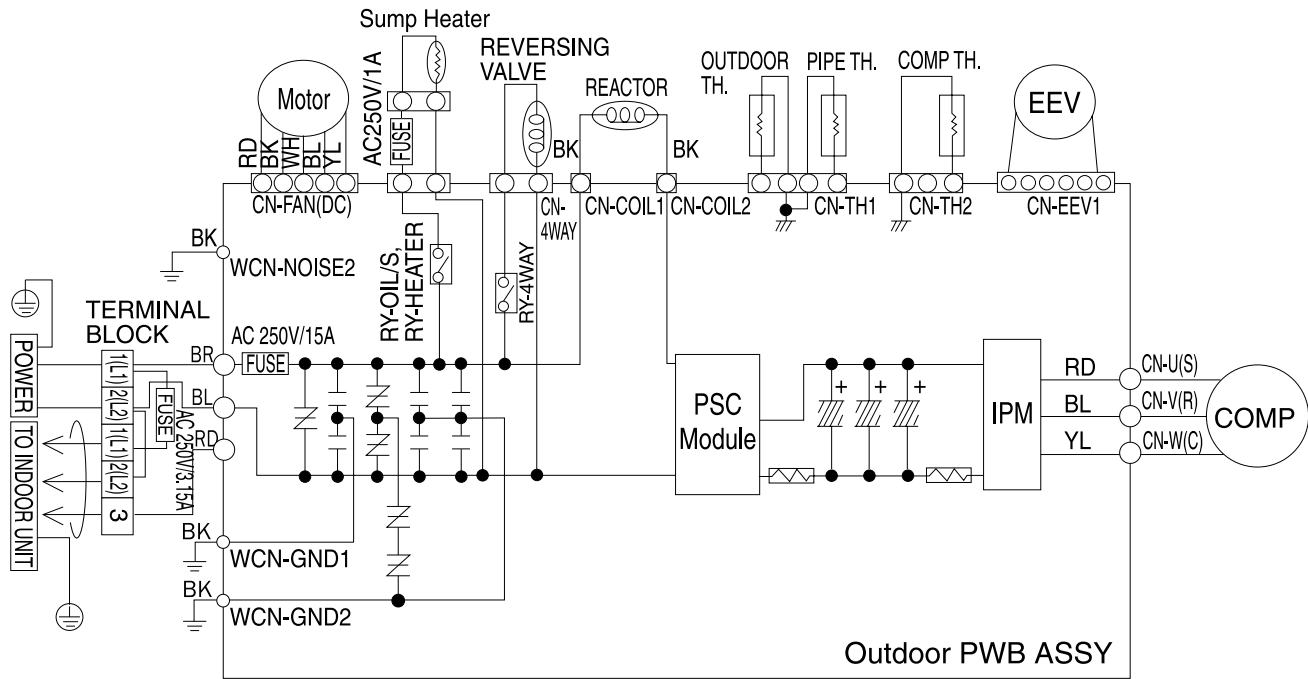 Sump Heater
REVERSING
VALVE
OUTDOOR
TH.
PIPE TH.
COMP TH.
REACTOR
Motor
EEV
AC250V/1A
FUSE
RD
BK
WH
BL
YL
BK
BK
CN-FAN(DC)
CN-
4WAY
CN-COIL1
CN-COIL2
CN-TH1
CN-TH2
CN-EEV1
BK
WCN-NOISE2
RY-OIL/S,
RY-HEATER
RY-4WAY
TERMINAL
BLOCK
AC 250V/15A
FUSE
POWER
TO INDOOR UNIT
1(L1)
2(L2)
1(L1)
2(L2)
3
FUSE
AC 250V/3.15A
BR
BL
RD
PSC
Module
IPM
+
+
+
RD
BL
YL
CN-U(S)
CN-V(R)
CN-W(C)
COMP
BK
WCN-GND1
BK
WCN-GND2
Outdoor PWB ASSY